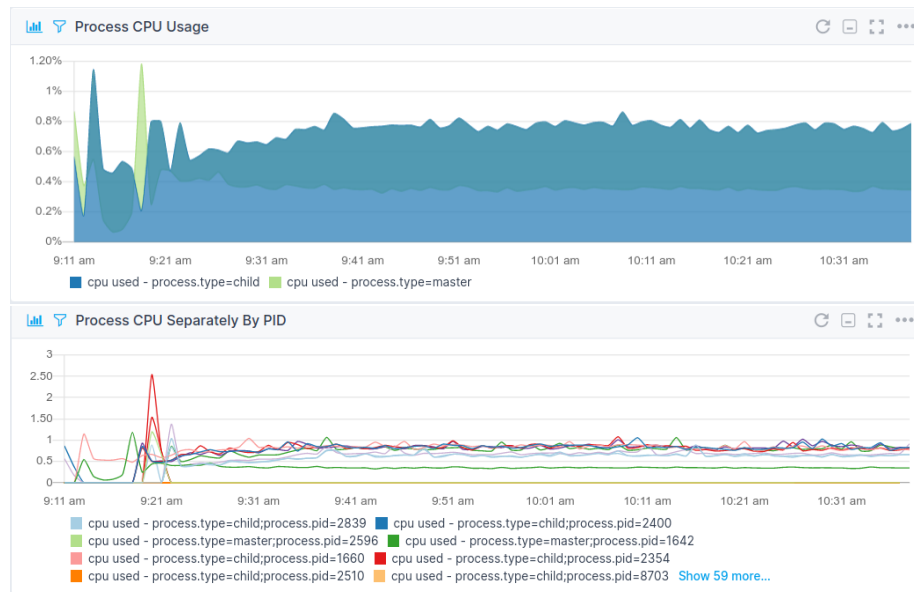 Process CPU Usage
1.20%
1%
0.8%
0.6%
0.4%
0.2%
0%
9:11 am 9:21 am 9:31 am 9:41 am 9:51 am 10:01 am 10:11 am 10:21 am 10:31 am
cpu used - process.type=child cpu used - process.type=master
Process CPU Separately By PID
3
2.50
2
1.50
1
0.5
0
9:11 am 9:21 am 9:31 am 9:41 am 9:51 am 10:01 am 10:11 am 10:21 am 10:31 am
cpu used - process.type=child;process.pid=2839 cpu used - process.type=child;process.pid=2400
cpu used - process.type=master;process.pid=2596 cpu used - process.type=master;process.pid=1642
cpu used - process.type=child;process.pid=1660 cpu used - process.type=child;process.pid=2354
cpu used - process.type=child;process.pid=2510 cpu used - process.type=child;process.pid=8703 Show 59 more...